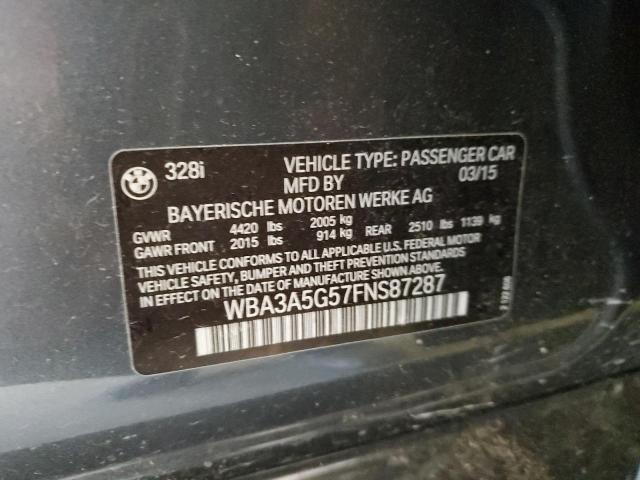 328i VEHICLE TYPE: PASSENGER CAR
MFD BY 03/15
BAYERISCHE MOTOREN WERKE AG
GVWR 4420 lbs 2005 kg
GAWR FRONT 2015 lbs 914 kg REAR 2510 lbs 1139 kg
THIS VEHICLE CONFORMS TO ALL APPLICABLE U.S. FEDERAL MOTOR
VEHICLE SAFETY, BUMPER AND THEFT PREVENTION STANDARDS
IN EFFECT ON THE DATE OF MANUFACTURE SHOWN ABOVE.
WBA3A5G57FNS87287